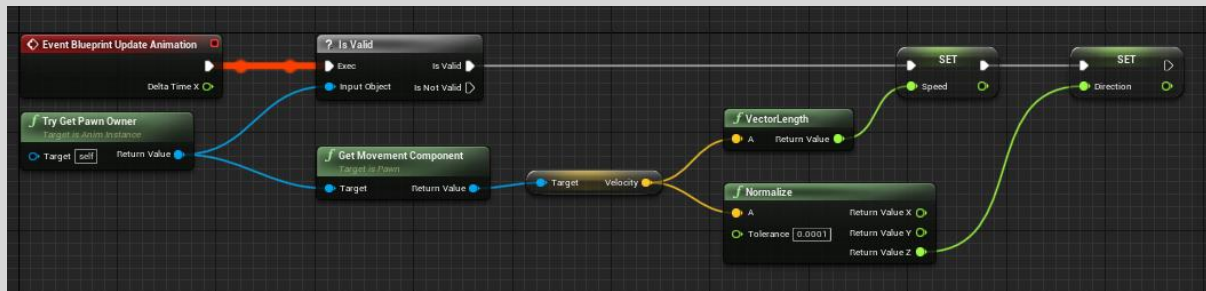 Event Blueprint Update Animation
Delta Time X
? Is Valid
Exec
Is Valid
Input Object
Is Not Valid
SET
Speed
SET
Direction
f Try Get Pawn Owner
Target is Anim Instance
Target self
Return Value
f Get Movement Component
Target is Pawn
Target
Return Value
Target
Velocity
f VectorLength
A
Return Value
f Normalize
A
Return Value X
Tolerance 0.0001
Return Value Y
Return Value Z